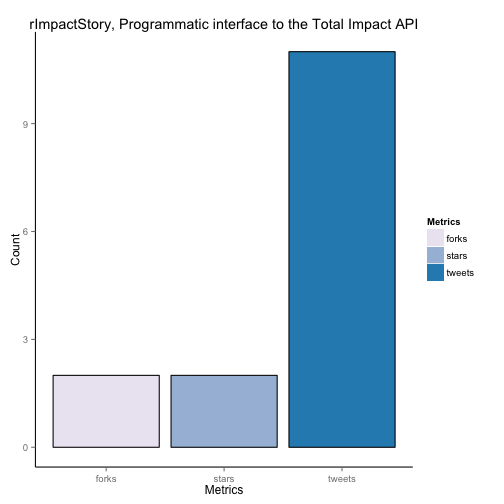 rImpactStory, Programmatic interface to the Total Impact API
Count
9
6
3
0
forks
stars
tweets
Metrics
Metrics
forks
stars
tweets